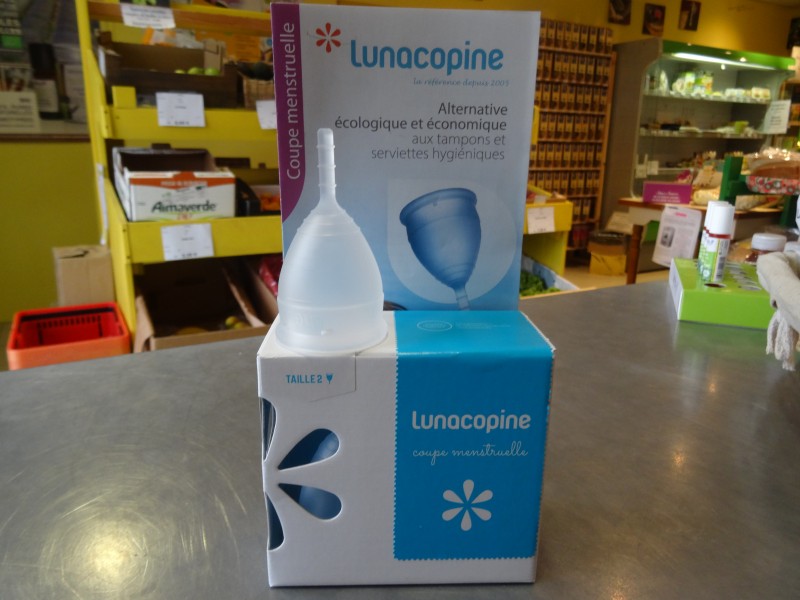 Coupe menstruelle
Lunacopine
la référence depuis 2005
Alternative
écologique et économique
aux tampons et
serviettes hygiéniques
Almaverde
TAILLE 2
Lunacopine
coupe menstruelle